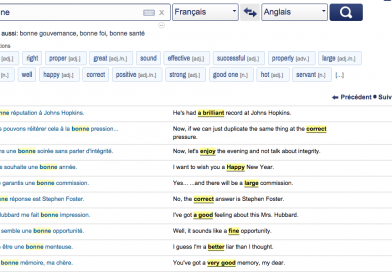 ne × Français Anglais
aussi: bonne gouvernance, bonne foi, bonne santé
tions
[adj.] right proper [adj.] great sound effective [adj./n.] successful [adj.] properly [adv.] large [adj./n.]
[n.] well happy [adj.] correct positive [adj./n.] strong [adj.] good one [n.] hot [adj.] servant [n.] [...]
Précédent Suiv
nne réputation à Johns Hopkins. He's had a brilliant record at Johns Hopkins.
s pouvons réitérer cela à la bonne pression... Now, if we can just duplicate the same thing at the correct
pressure.
ns une bonne soirée sans parler d'intégrité. Now, let's enjoy the evening and not talk about integrity.
e souhaite une bonne année. I want to wish you a Happy New Year.
e garantis une bonne commission. Yes... ...and there will be a large commission.
nne réponse est Stephen Foster. No, the correct answer is Stephen Foster.
Hubbard me fait bonne impression. I've got a good feeling about this Mrs. Hubbard.
semble une bonne opportunité. Well, it sounds like a fine opportunity.
être une bonne menteuse. I guess I'm a better liar than I thought.
bonne mémoire, ma chère. You've got a very good memory, my dear.